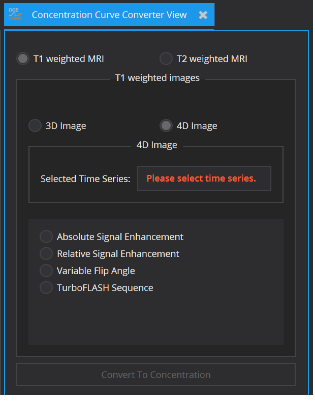 Concentration Curve Converter View
T1 weighted MRI T2 weighted MRI
T1 weighted images
3D Image 4D Image
4D Image
Selected Time Series: Please select time series.
Absolute Signal Enhancement
Relative Signal Enhancement
Variable Flip Angle
TurboFLASH Sequence
Convert To Concentration